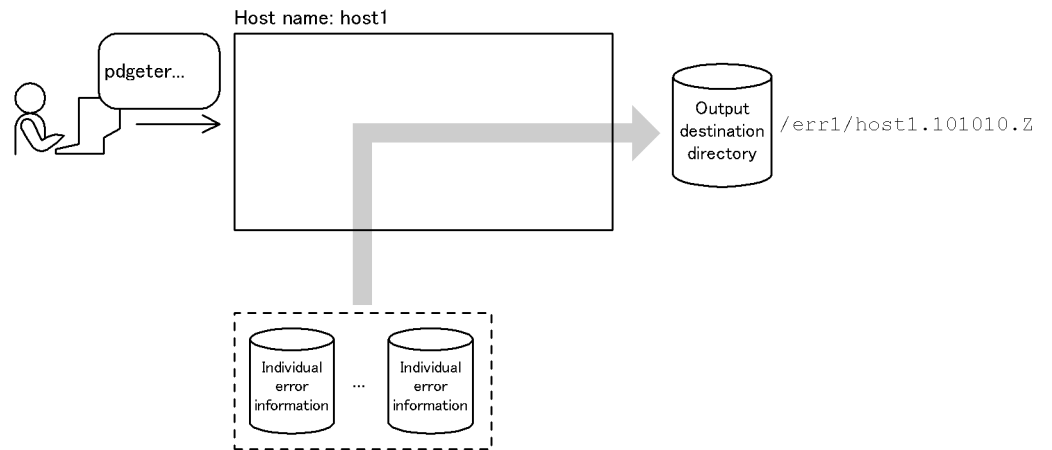 Host name: host1
pdgeter...
Output
destination
directory
/err1/host1.101010.Z
Individual
error
information
...
Individual
error
information